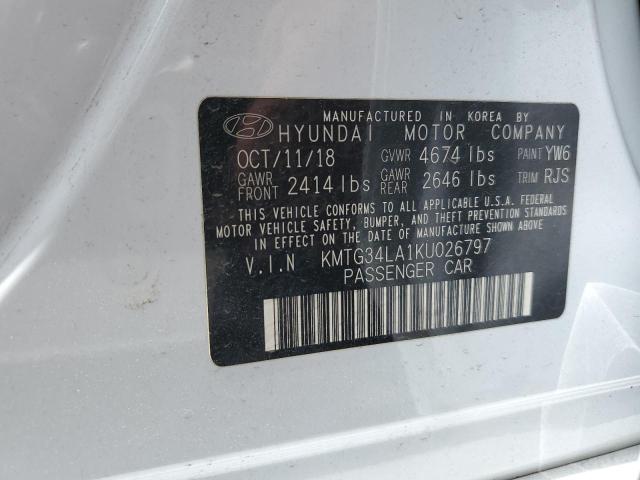 MANUFACTURED IN KOREA BY
HYUNDAI MOTOR COMPANY
OCT/11/18 GVWR 4674 lbs PAINT YW6
GAWR FRONT 2414 lbs GAWR REAR 2646 lbs TRIM RJS
THIS VEHICLE CONFORMS TO ALL APPLICABLE U.S.A. FEDERAL
MOTOR VEHICLE SAFETY, BUMPER, AND THEFT PREVENTION STANDARDS
IN EFFECT ON THE DATE OF MANUFACTURE SHOWN ABOVE.
V.I.N KMTG34LA1KU026797
PASSENGER CAR